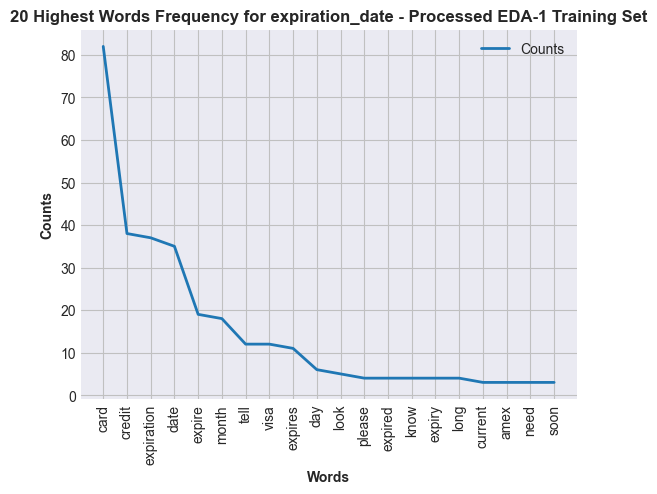 20 Highest Words Frequency for expiration_date - Processed EDA-1 Training Set
Counts
80
70
60
50
40
30
20
10
0
Counts
card
credit
expiration
date
expire
month
tell
visa
expires
day
look
please
expired
know
expiry
long
current
amex
need
soon
Words